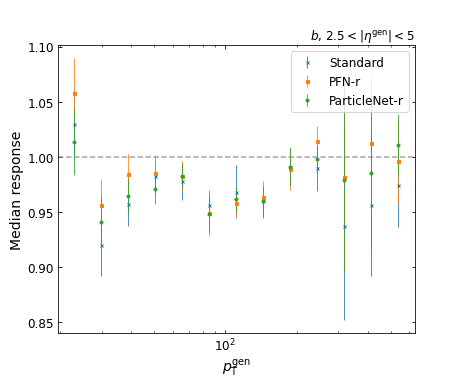 b, 2.5 < |η^gen| < 5
1.10
1.05
1.00
0.95
0.90
0.85
Median response
Standard
PFN-r
ParticleNet-r
10^2
p_T^gen